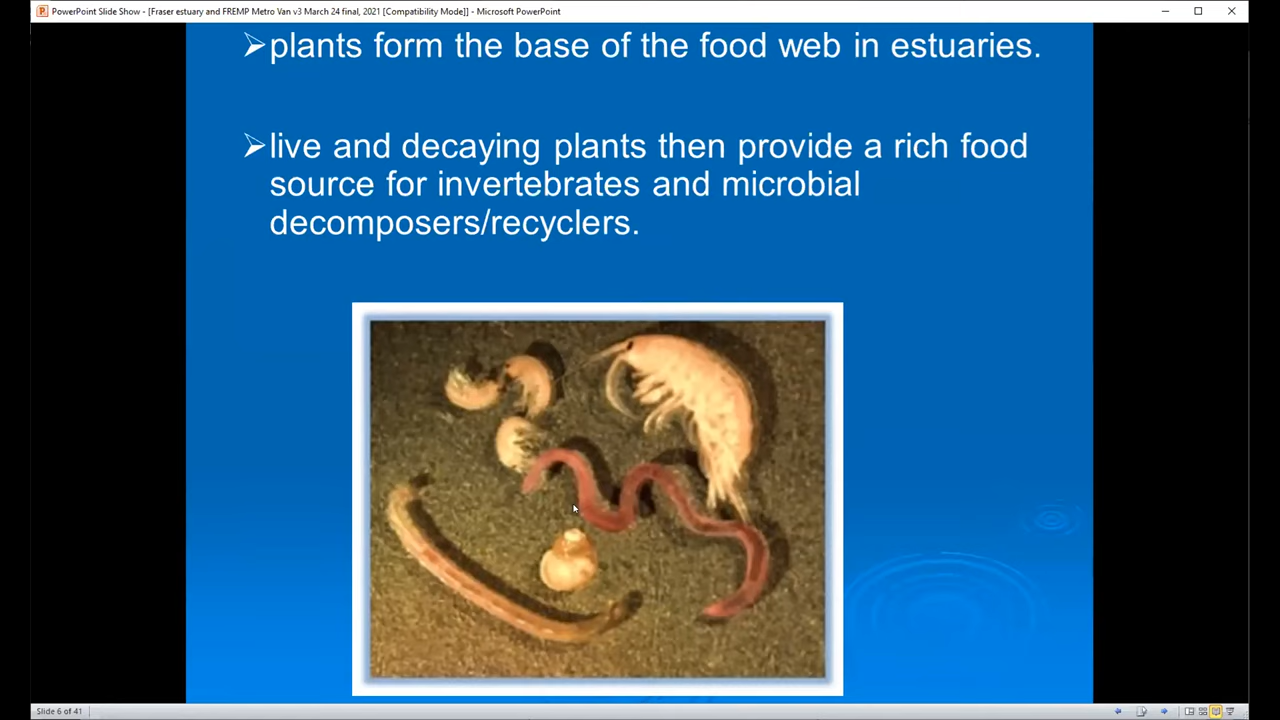 PowerPoint Slide Show - [Fraser estuary and FREMP Metro Van v3 March 24 final, 2021 [Compatibility Mode]] - Microsoft PowerPoint
➢plants form the base of the food web in estuaries.
➢live and decaying plants then provide a rich food
source for invertebrates and microbial
decomposers/recyclers.
Slide 6 of 41